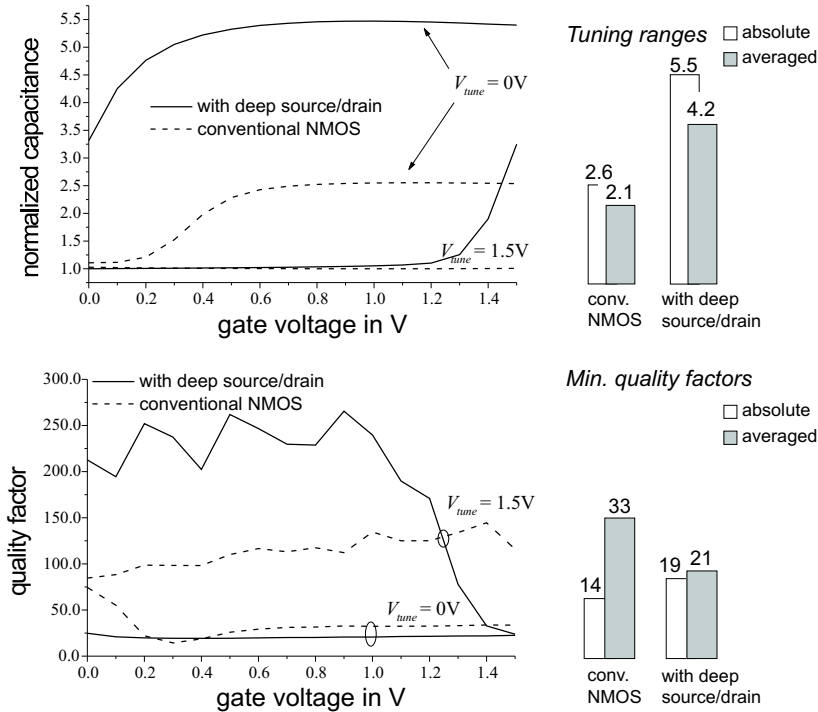 5.5
5.0
4.5
4.0
3.5
3.0
2.5
2.0
1.5
1.0
normalized capacitance
with deep source/drain
conventional NMOS
Vtune = 0V
Vtune = 1.5V
0.0 0.2 0.4 0.6 0.8 1.0 1.2 1.4
gate voltage in V
Tuning ranges
absolute
averaged
2.6
2.1
5.5
4.2
conv.
NMOS
with deep
source/drain
300.0
250.0
200.0
150.0
100.0
50.0
0.0
quality factor
with deep source/drain
conventional NMOS
Vtune = 1.5V
Vtune = 0V
0.0 0.2 0.4 0.6 0.8 1.0 1.2 1.4
gate voltage in V
Min. quality factors
absolute
averaged
14
33
19
21
conv.
NMOS
with deep
source/drain